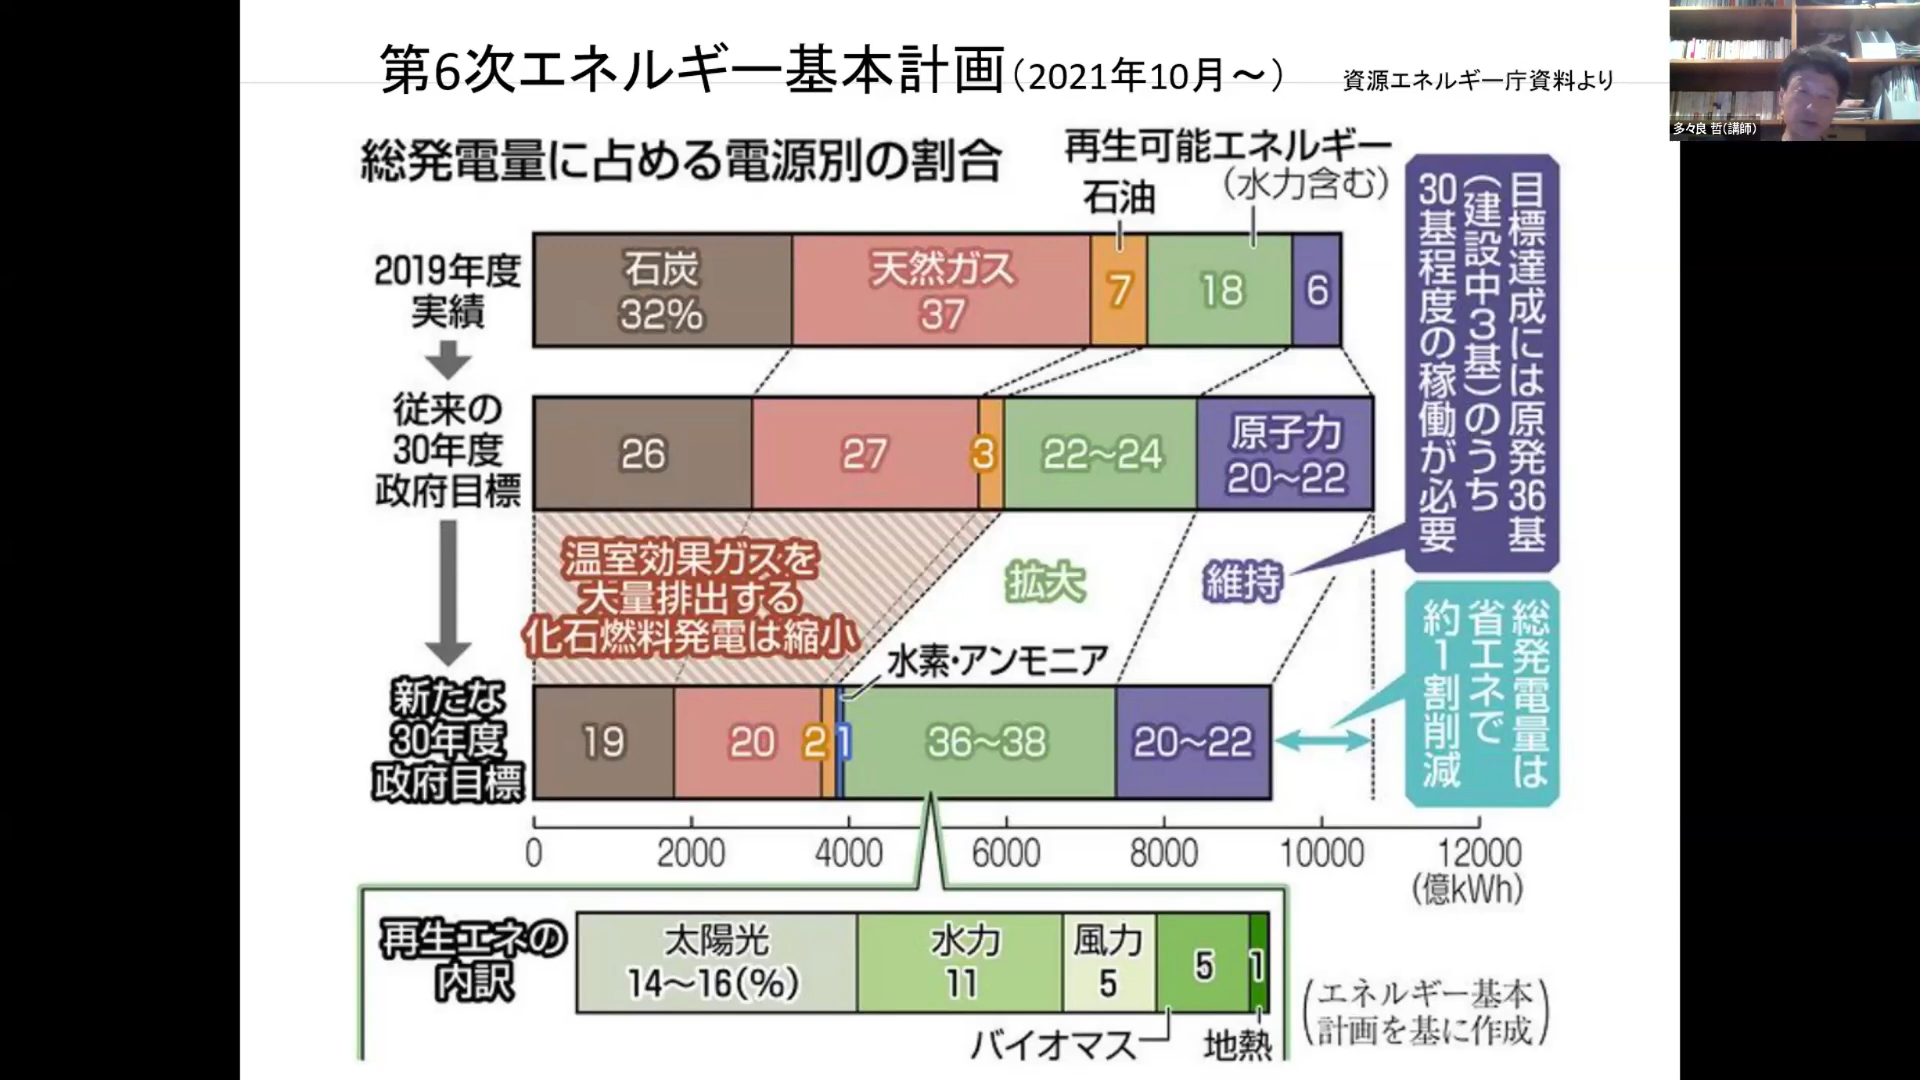 第6次エネルギー基本計画（2021年10月～）
資源エネルギー庁資料より
多々良 哲(講師)
総発電量に占める電源別の割合
再生可能エネルギー
（水力含む）
石油
2019年度
実績
石炭
32%
天然ガス
37
7
18
6
従来の
30年度
政府目標
26
27
3
22～24
原子力
20～22
目標達成には原発36基
（建設中3基）のうち
30基程度の稼働が必要
温室効果ガスを
大量排出する
化石燃料発電は縮小
拡大
維持
水素・アンモニア
総発電量は
省エネで
約1割削減
新たな
30年度
政府目標
19
20
2
1
36～38
20～22
0
2000
4000
6000
8000
10000
12000
（億kWh）
再生エネの
内訳
太陽光
14～16(%)
水力
11
風力
5
5
1
バイオマス
地熱
（エネルギー基本
計画を基に作成）